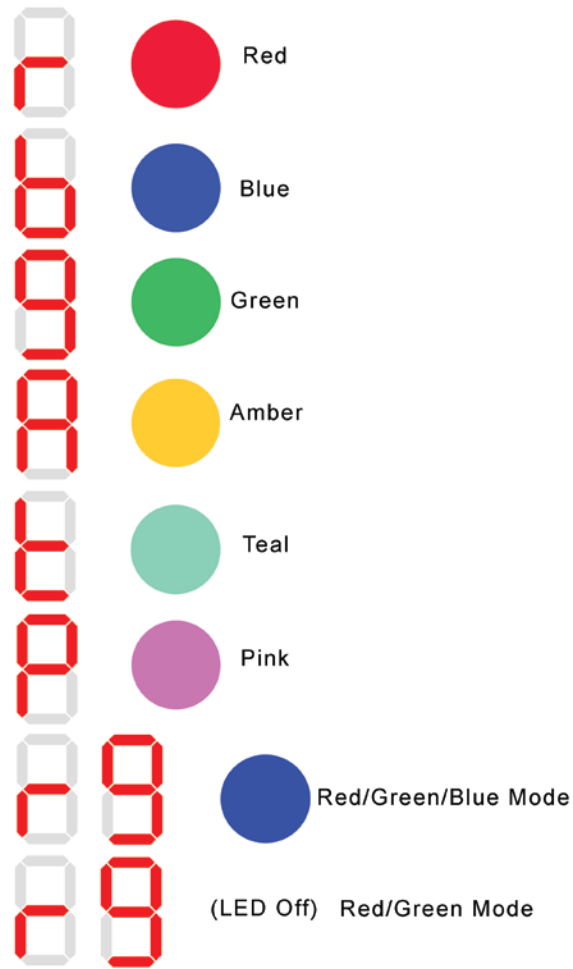 r Red
b Blue
g Green
A Amber
t Teal
P Pink
r g Red/Green/Blue Mode
r g (LED Off) Red/Green Mode